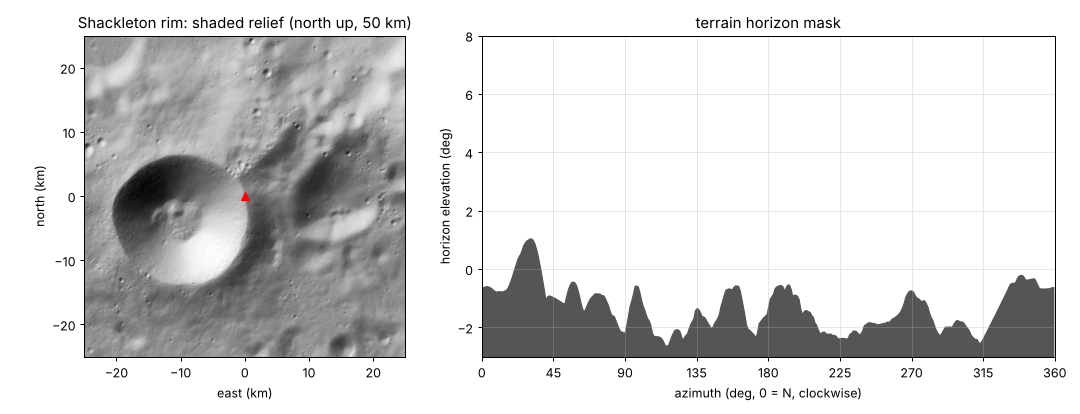 Shackleton rim: shaded relief (north up, 50 km)
20
10
0
−10
−20
north (km)
−20 −10 0 10 20
east (km)
terrain horizon mask
8
6
4
2
0
−2
horizon elevation (deg)
0 45 90 135 180 225 270 315 360
azimuth (deg, 0 = N, clockwise)